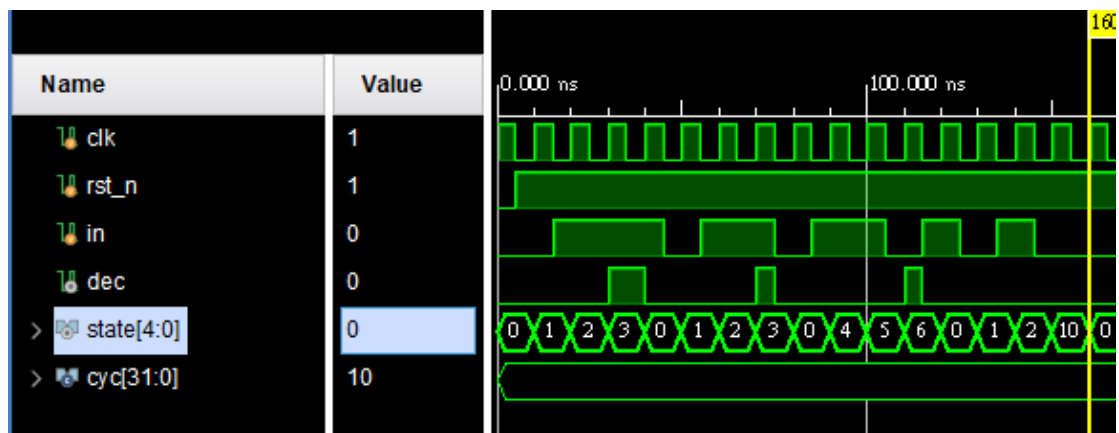 160
Name Value 0.000 ns 100.000 ns
clk 1
rst_n 1
in 0
dec 0
> state[4:0] 0 0 1 2 3 0 1 2 3 0 4 5 6 0 1 2 10 0
> cyc[31:0] 10